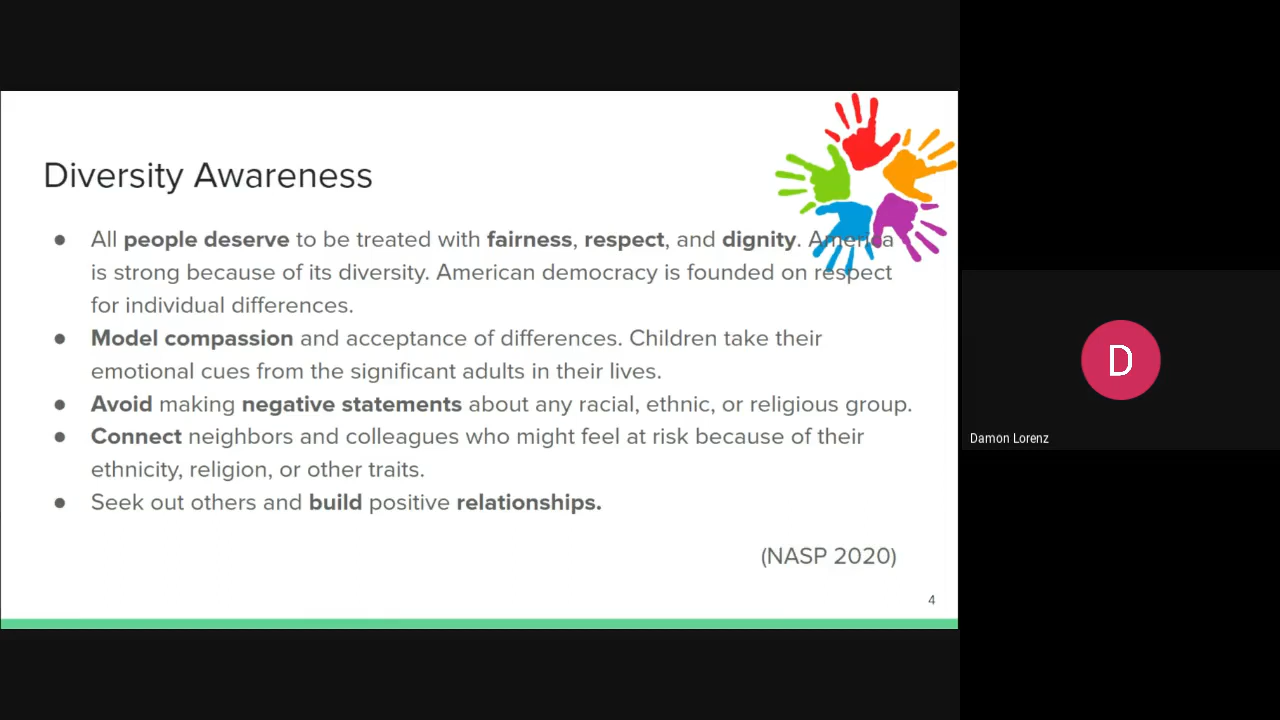 Diversity Awareness
● All people deserve to be treated with fairness, respect, and dignity. America
is strong because of its diversity. American democracy is founded on respect
for individual differences.
● Model compassion and acceptance of differences. Children take their
emotional cues from the significant adults in their lives.
● Avoid making negative statements about any racial, ethnic, or religious group.
● Connect neighbors and colleagues who might feel at risk because of their
ethnicity, religion, or other traits.
● Seek out others and build positive relationships.
(NASP 2020)
4
D
Damon Lorenz